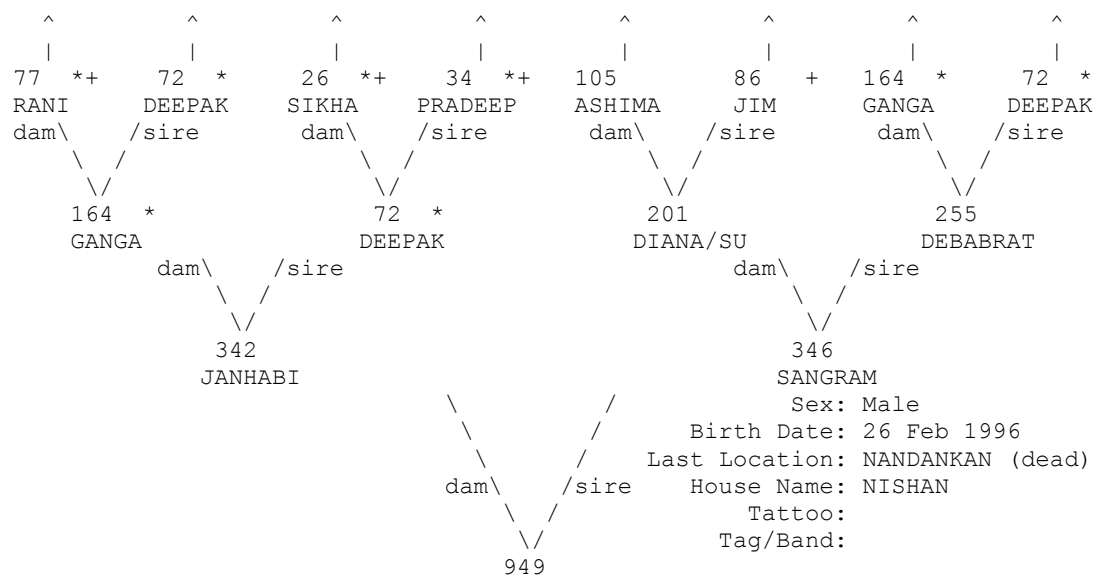 ^ ^ ^ ^ ^ ^ ^ ^
| | | | | | | |
77 *+ 72 * 26 *+ 34 *+ 105 86 + 164 * 72 *
RANI DEEPAK SIKHA PRADEEP ASHIMA JIM GANGA DEEPAK
dam\ /sire dam\ /sire dam\ /sire dam\ /sire
\ / \ / \ / \ /
\/ \/ \/ \/
164 * 72 * 201 255
GANGA DEEPAK DIANA/SU DEBABRAT
dam\ /sire dam\ /sire
\ / \ /
\/ \/
342 346
JANHABI SANGRAM
\ / Sex: Male
\ / Birth Date: 26 Feb 1996
\ / Last Location: NANDANKAN (dead)
dam\ /sire House Name: NISHAN
\ / Tattoo:
\/ Tag/Band:
949